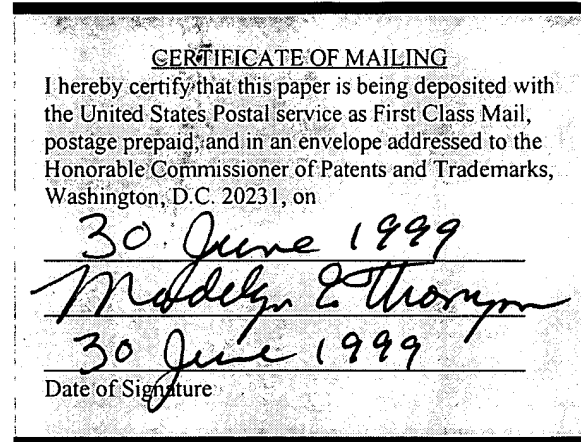 CERTIFICATE OF MAILING
I hereby certify that this paper is being deposited with
the United States Postal service as First Class Mail,
postage prepaid, and in an envelope addressed to the
Honorable Commissioner of Patents and Trademarks,
Washington, D.C. 20231, on
30 June 1999
Madelyn E Thompson
30 June 1999
Date of Signature